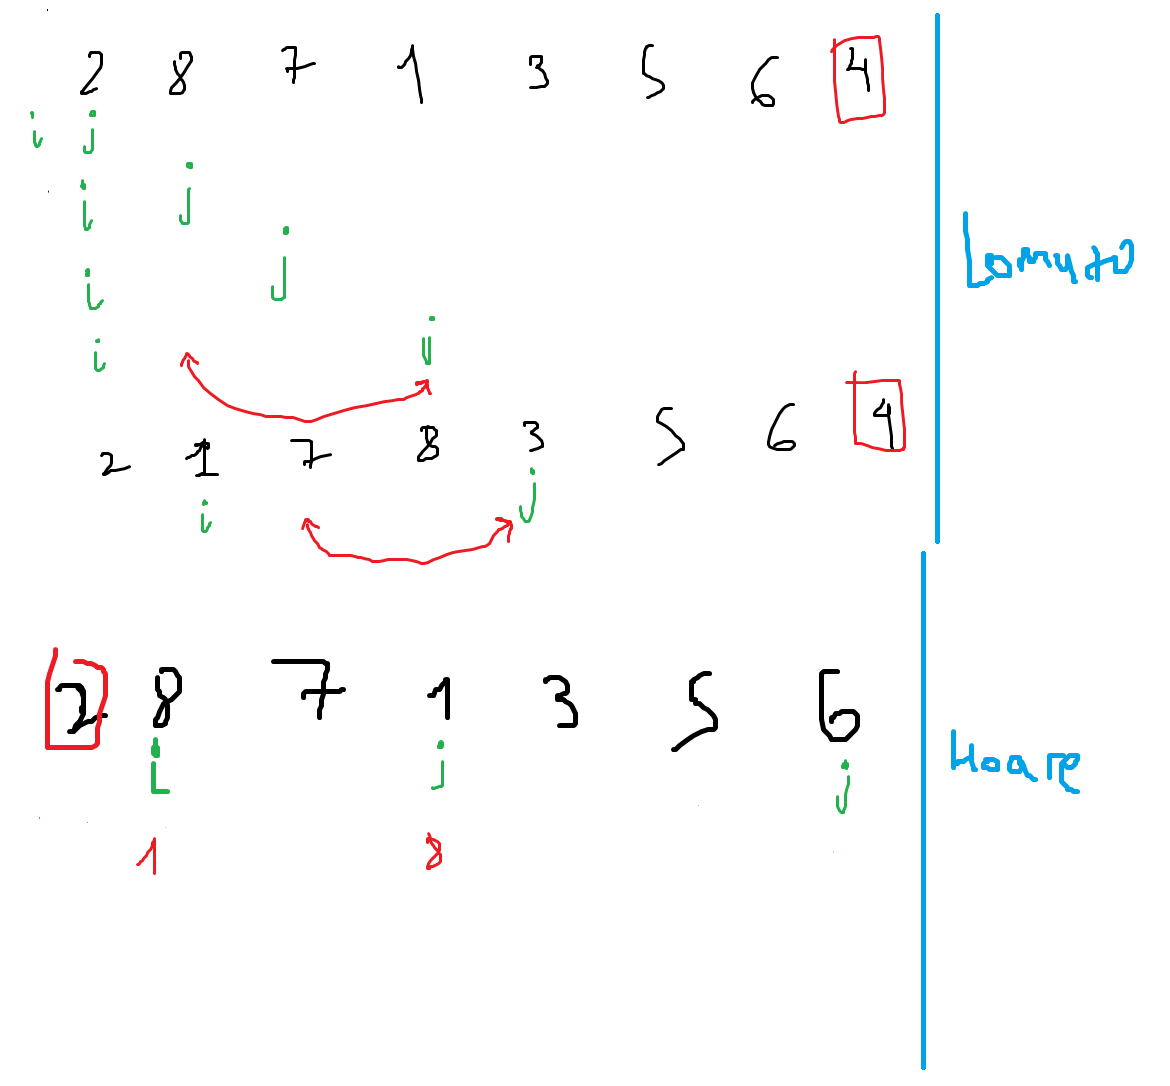 2 8 7 1 3 5 6 4
i j
i j
i j
i j
Lomuto
2 1 7 8 3 5 6 4
i j
2 8 7 1 3 5 6
i j j
Hoare
1 8